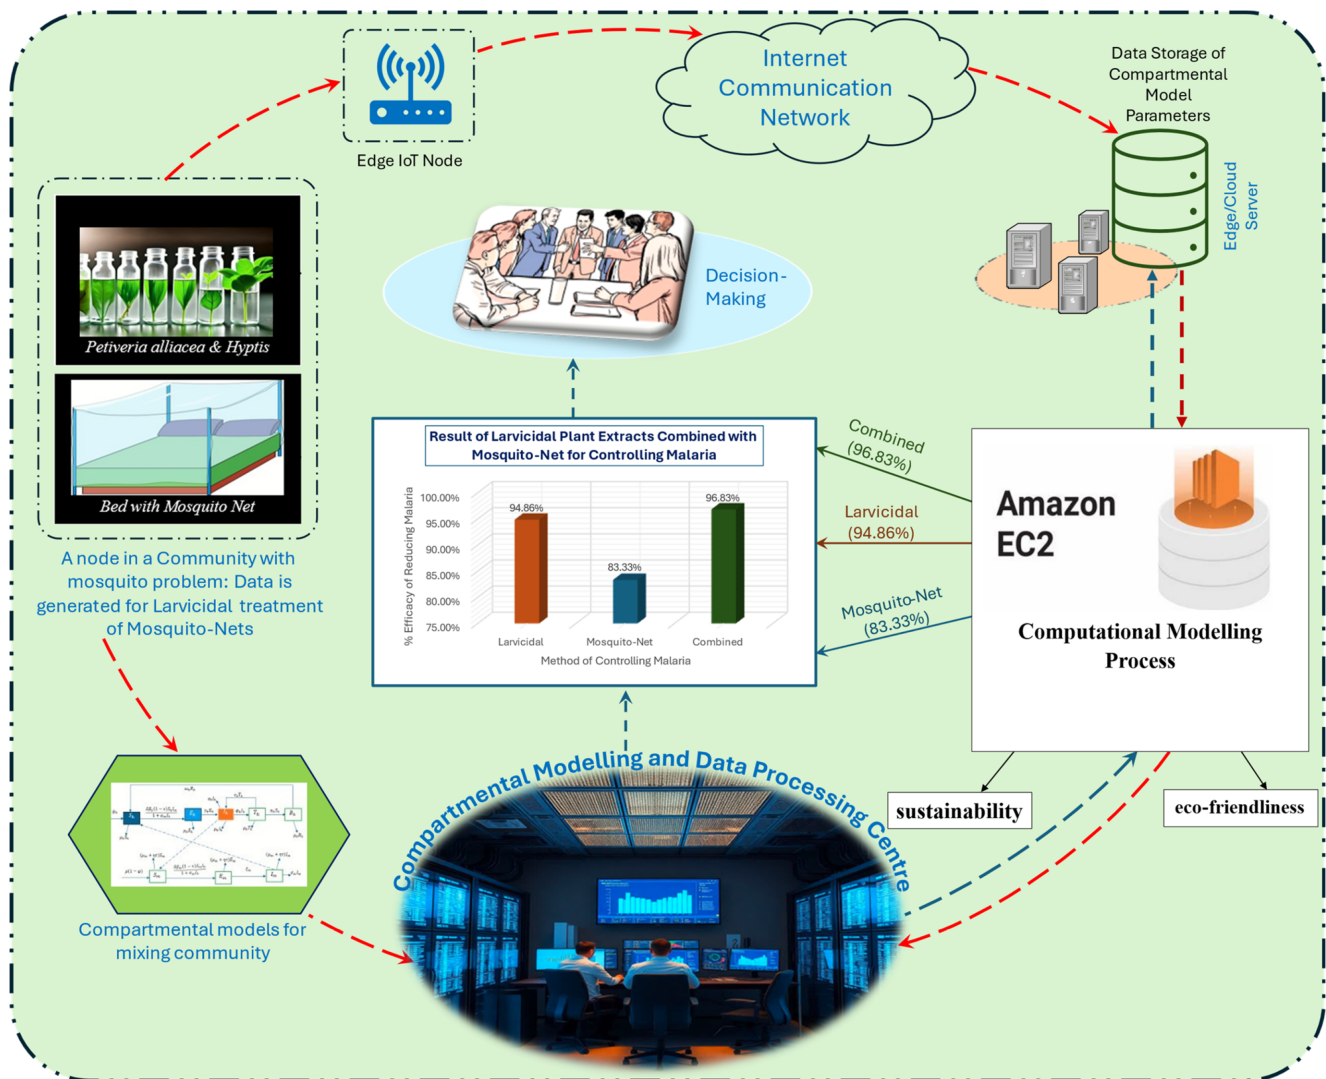 Internet
Communication
Network
Data Storage of
Compartmental
Model
Parameters
Edge IoT Node
Edge/Cloud
Server
Decision-
Making
Petiveria alliacea & Hyptis
Bed with Mosquito Net
A node in a Community with
mosquito problem: Data is
generated for Larvicidal treatment
of Mosquito-Nets
Result of Larvicidal Plant Extracts Combined with
Mosquito-Net for Controlling Malaria
% Efficacy of Reducing Malaria
100.00%
95.00%
90.00%
85.00%
80.00%
75.00%
94.86%
83.33%
96.83%
Larvicidal
Mosquito-Net
Combined
Method of Controlling Malaria
Combined
(96.83%)
Larvicidal
(94.86%)
Mosquito-Net
(83.33%)
Amazon
EC2
Computational Modelling
Process
sustainability
eco-friendliness
Compartmental Modelling and Data Processing Centre
Compartmental models for
mixing community